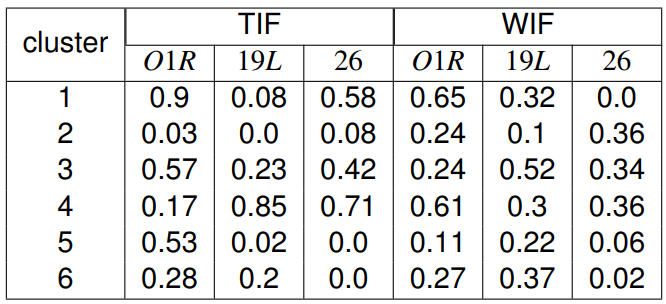 cluster TIF WIF
O1R 19L 26 O1R 19L 26
1 0.9 0.08 0.58 0.65 0.32 0.0
2 0.03 0.0 0.08 0.24 0.1 0.36
3 0.57 0.23 0.42 0.24 0.52 0.34
4 0.17 0.85 0.71 0.61 0.3 0.36
5 0.53 0.02 0.0 0.11 0.22 0.06
6 0.28 0.2 0.0 0.27 0.37 0.02